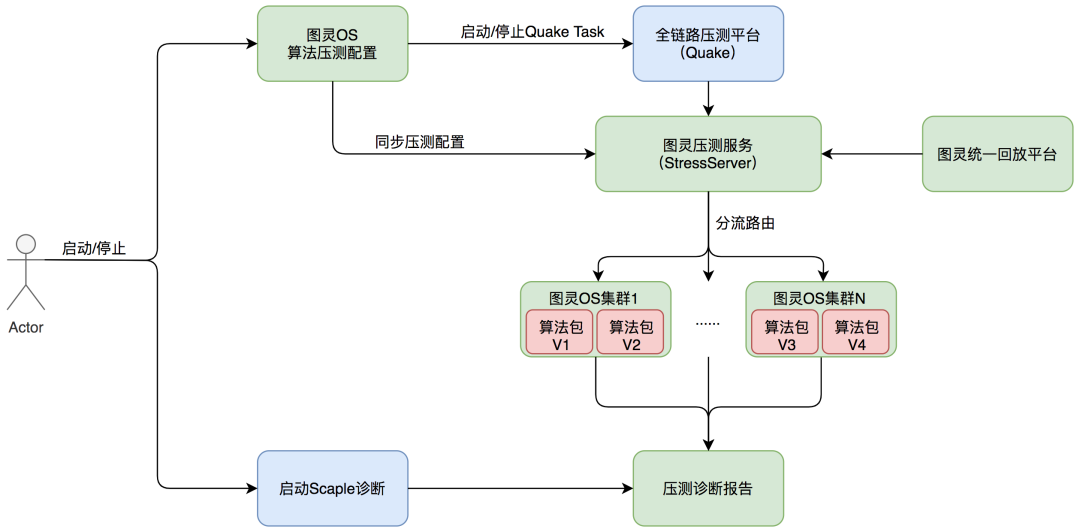 图灵OS
算法压测配置
启动/停止Quake Task
全链路压测平台
（Quake）
同步压测配置
图灵压测服务
（StressServer）
图灵统一回放平台
启动/停止
Actor
分流路由
图灵OS集群1
算法包
V1
算法包
V2
......
图灵OS集群N
算法包
V3
算法包
V4
启动Scaple诊断
压测诊断报告